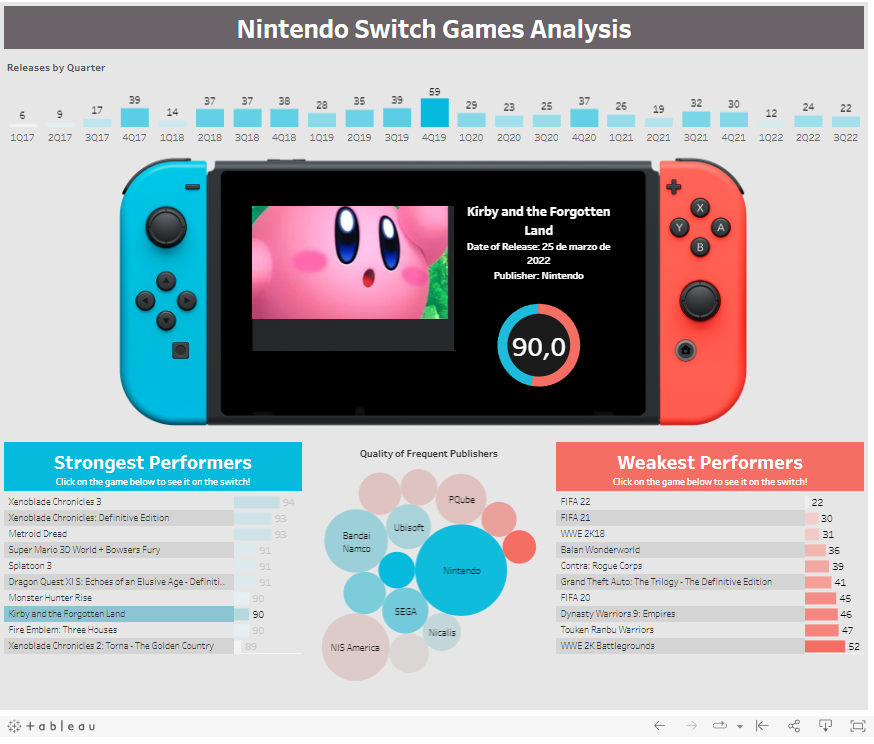 Nintendo Switch Games Analysis
Releases by Quarter
6 9 17 39 14 37 37 38 28 35 39 59 29 23 25 37 26 19 32 30 12 24 22
1Q17 2Q17 3Q17 4Q17 1Q18 2Q18 3Q18 4Q18 1Q19 2Q19 3Q19 4Q19 1Q20 2Q20 3Q20 4Q20 1Q21 2Q21 3Q21 4Q21 1Q22 2Q22 3Q22
Kirby and the Forgotten
Land
Date of Release: 25 de marzo de
2022
Publisher: Nintendo
90,0
X
Y A
B
Strongest Performers
Click on the game below to see it on the switch!
Xenoblade Chronicles 3 94
Xenoblade Chronicles: Definitive Edition 93
Metroid Dread 93
Super Mario 3D World + Bowsers Fury 91
Splatoon 3 91
Dragon Quest XI S: Echoes of an Elusive Age - Definiti.. 91
Monster Hunter Rise 90
Kirby and the Forgotten Land 90
Fire Emblem: Three Houses 90
Xenoblade Chronicles 2: Torna - The Golden Country 89
Quality of Frequent Publishers
PQube
Ubisoft
Bandai
Namco
Nintendo
SEGA
Nicalis
NIS America
Weakest Performers
Click on the game below to see it on the switch!
FIFA 22 22
FIFA 21 30
WWE 2K18 31
Balan Wonderworld 36
Contra: Rogue Corps 39
Grand Theft Auto: The Trilogy - The Definitive Edition 41
FIFA 20 45
Dynasty Warriors 9: Empires 46
Touken Ranbu Warriors 47
WWE 2K Battlegrounds 52
+ a b l e a u